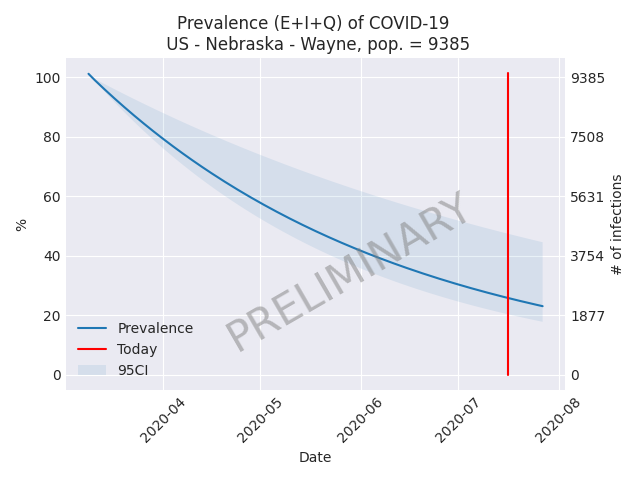 Prevalence (E+I+Q) of COVID-19
US - Nebraska - Wayne, pop. = 9385
100
80
60
40
20
0
%
9385
7508
5631
3754
1877
0
# of infections
PRELIMINARY
Prevalence
Today
95CI
2020-04
2020-05
2020-06
2020-07
2020-08
Date